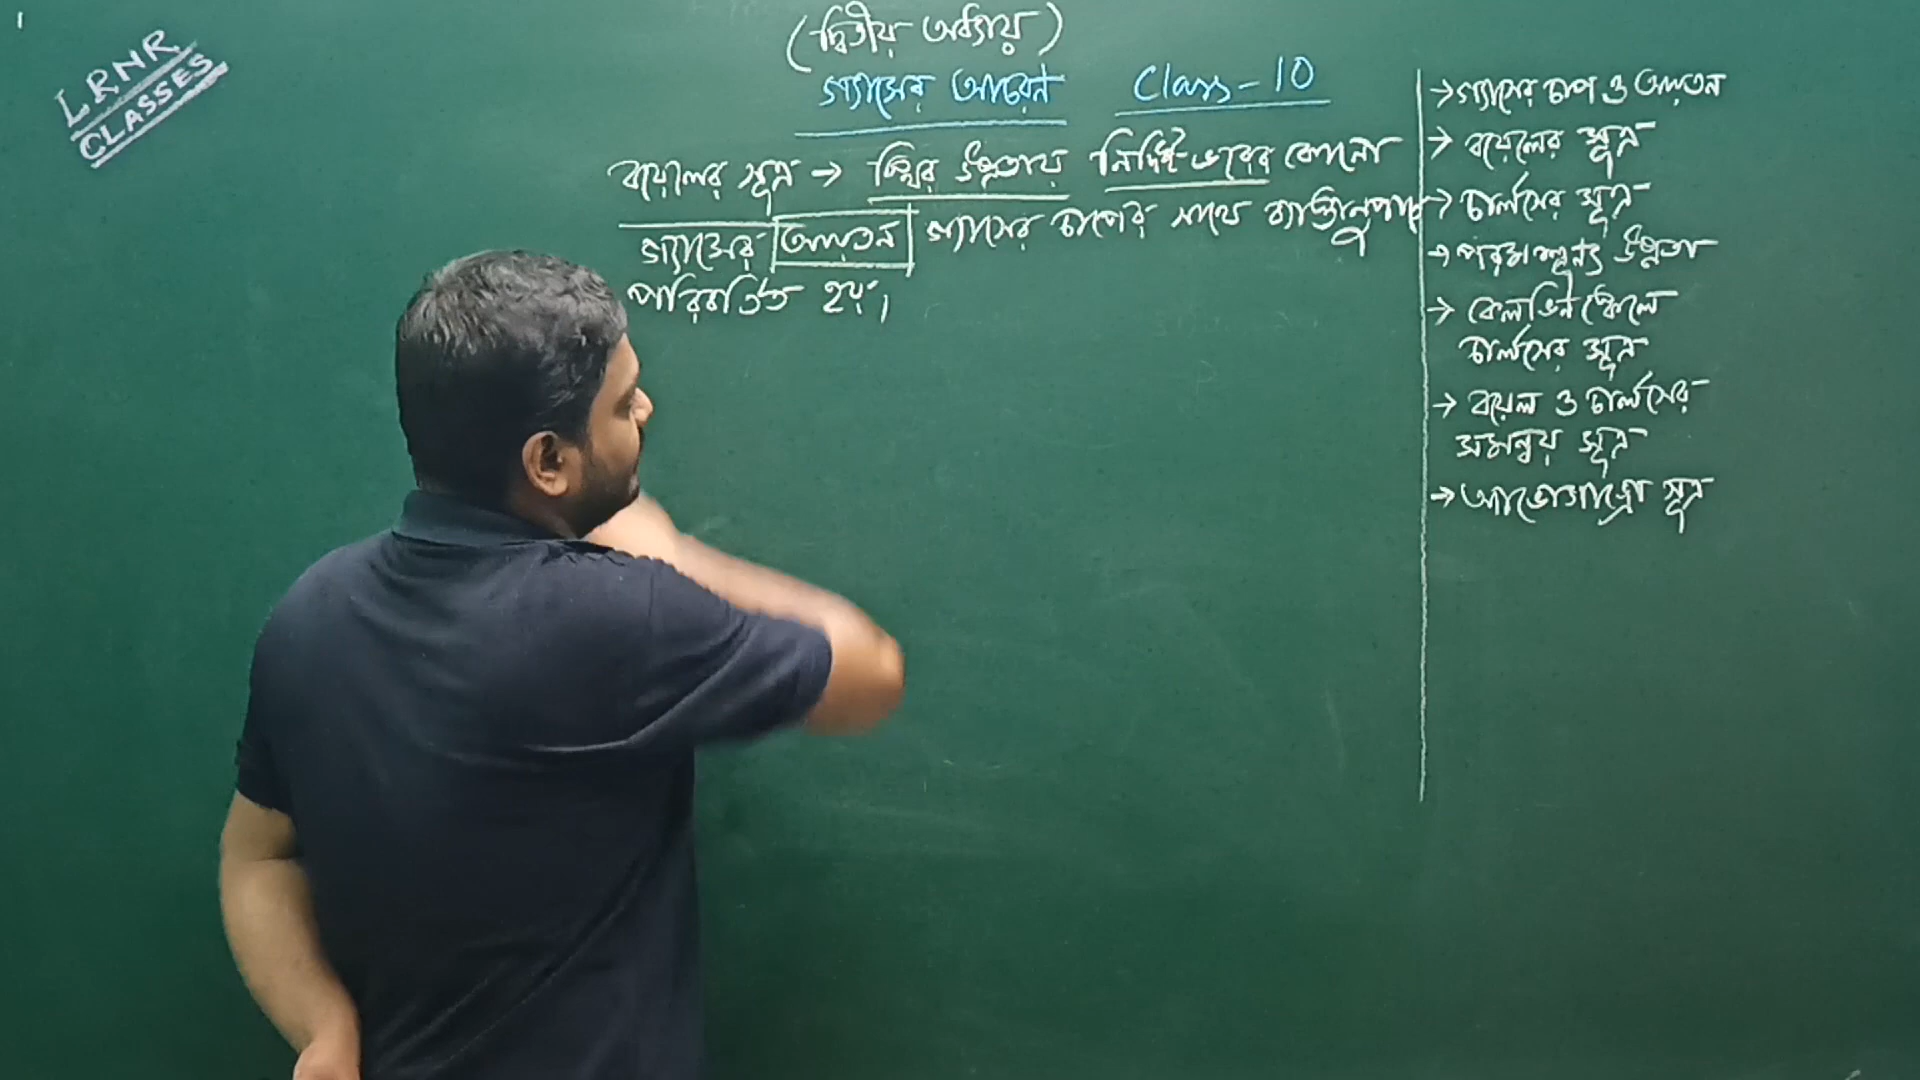 LRNR
CLASSES
(দ্বিতীয় অধ্যায়)
গ্যাসের আচরণ Class-10
বয়েলের সূত্র → স্থির উষ্ণতায় নির্দিষ্ট ভরের কোনো
গ্যাসের আয়তন গ্যাসের চাপের সাথে ব্যাস্তানুপাতে
পরিবর্তিত হয়।
→ গ্যাসের চাপ ও আয়তন
→ বয়েলের সূত্র
→ চার্লসের সূত্র
→ পরমশূন্য উষ্ণতা
→ কেলভিন স্কেলে
চার্লসের সূত্র
→ বয়েল ও চার্লসের
সমন্বয় সূত্র
→ অ্যাভোগাড্রো সূত্র